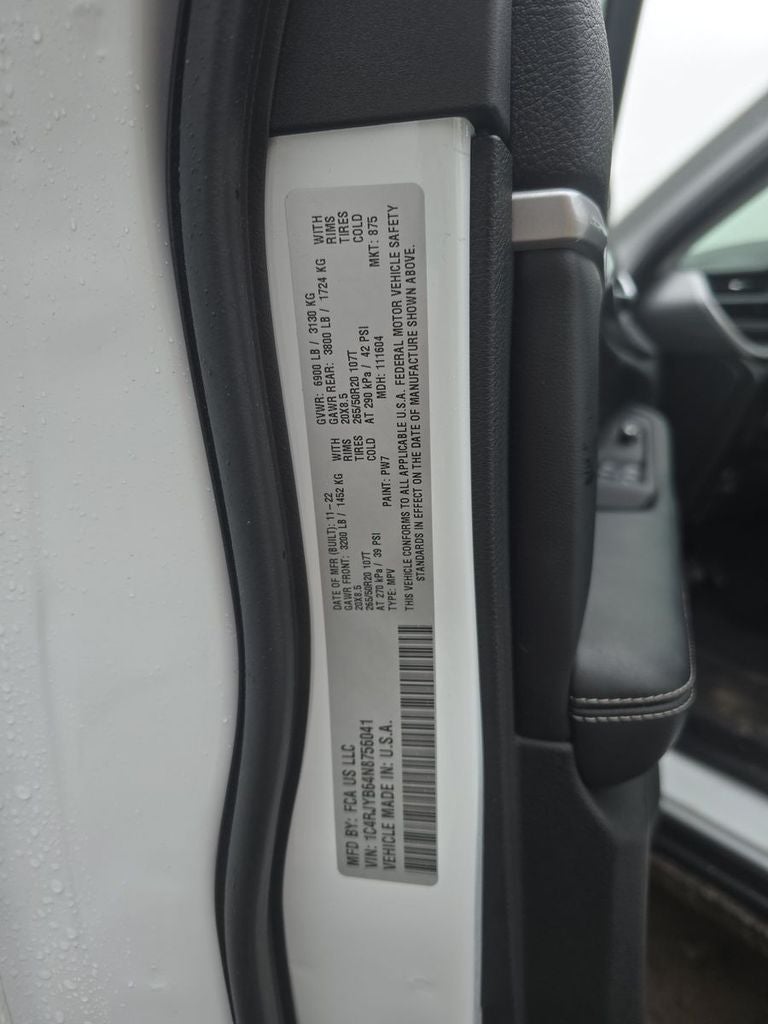 MFD BY: FCA US LLC
VIN: 1C4RJYB64N8756041
VEHICLE MADE IN: U.S.A.
DATE OF MFR (BUILT): 11-22
GAWR FRONT: 3200 LB / 1452 KG WITH
20X8.5 RIMS
265/50R20 107T TIRES
AT 270 kPa / 39 PSI COLD
TYPE: MPV PAINT: PW7
GVWR: 6900 LB / 3130 KG
GAWR REAR: 3800 LB / 1724 KG WITH
20X8.5 RIMS
265/50R20 107T TIRES
AT 290 kPa / 42 PSI COLD
MDH: 111604 MKT: 875
THIS VEHICLE CONFORMS TO ALL APPLICABLE U.S.A. FEDERAL MOTOR VEHICLE SAFETY
STANDARDS IN EFFECT ON THE DATE OF MANUFACTURE SHOWN ABOVE.